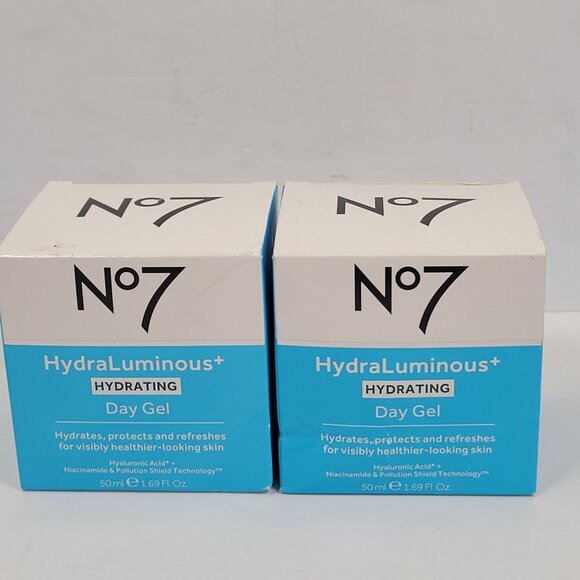 No7
No7
HydraLuminous+
HYDRATING
Day Gel
Hydrates, protects and refreshes
for visibly healthier-looking skin
Hyaluronic Acid* +
Niacinamide & Pollution Shield Technology™
50 ml ℮ 1.69 Fl. Oz.
No7
No7
HydraLuminous+
HYDRATING
Day Gel
Hydrates, protects and refreshes
for visibly healthier-looking skin
Hyaluronic Acid* +
Niacinamide & Pollution Shield Technology™
50 ml ℮ 1.69 Fl. Oz.